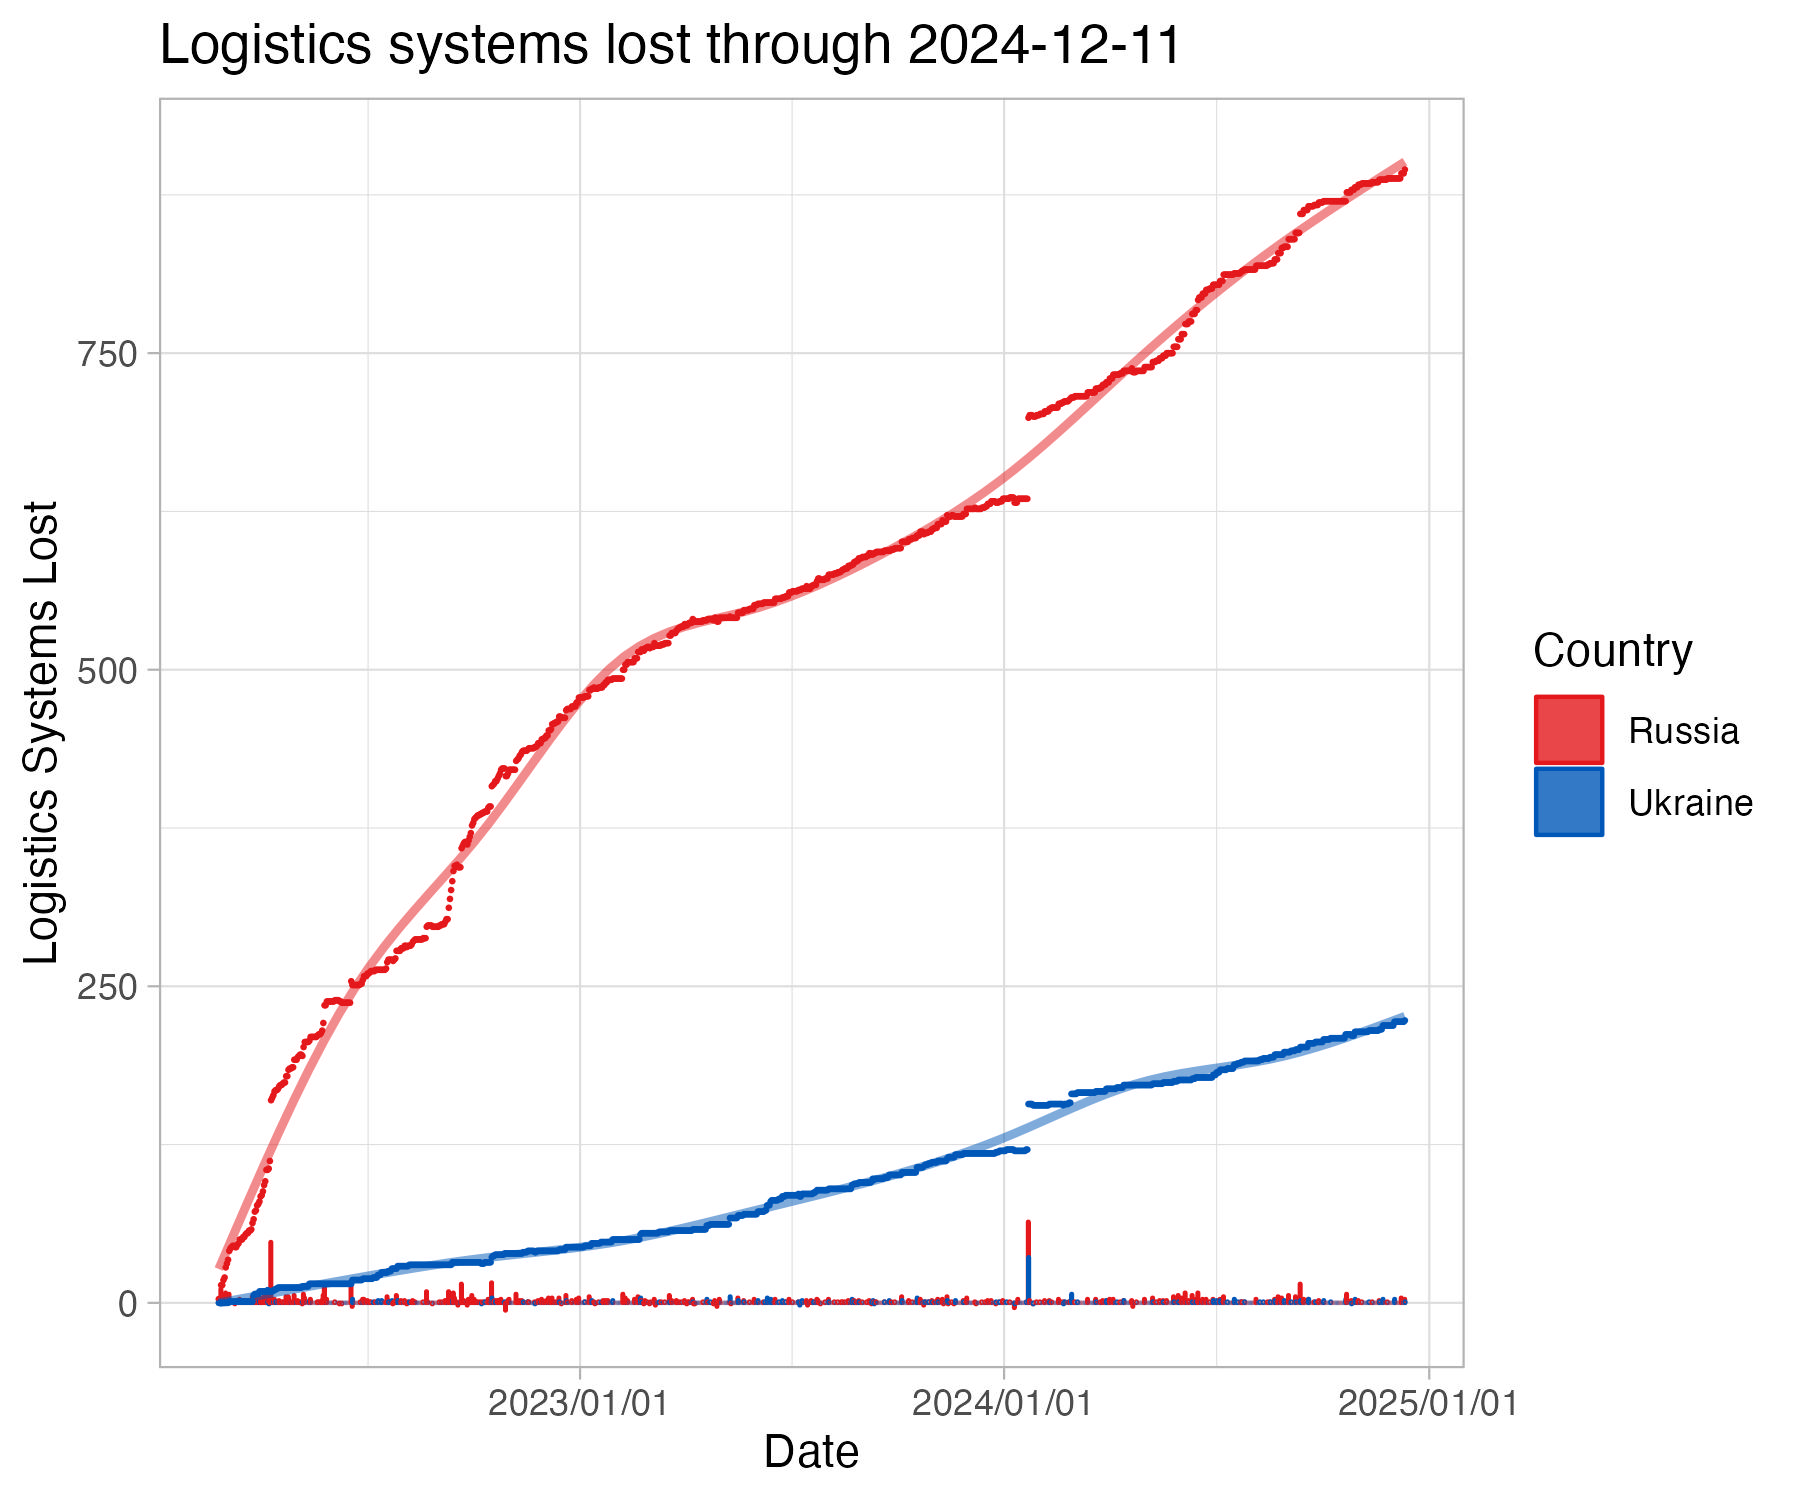 Logistics systems lost through 2024-12-11
Logistics Systems Lost
750
500
250
0
2023/01/01
2024/01/01
2025/01/01
Date
Country
Russia
Ukraine